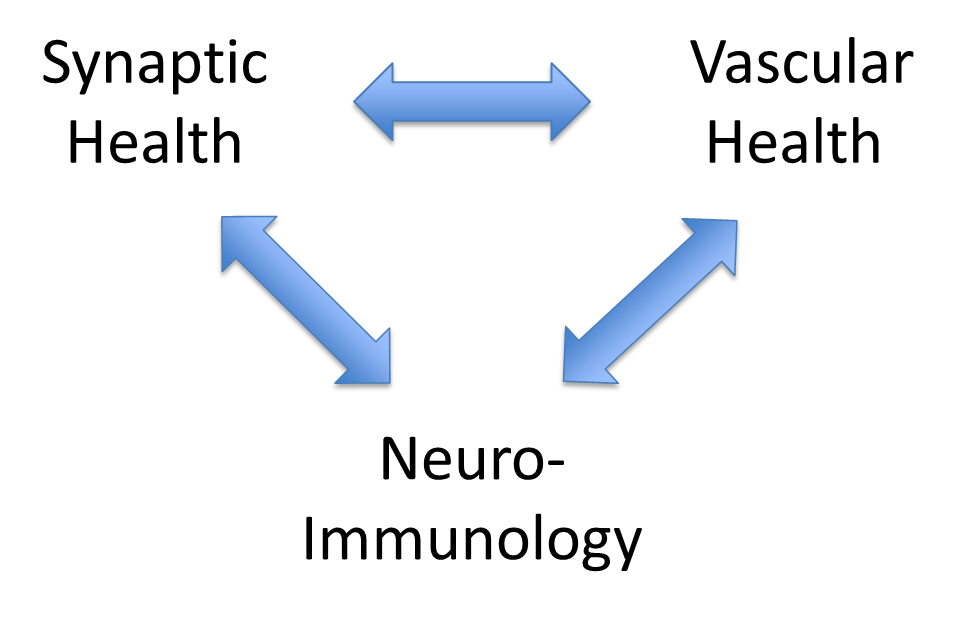 Synaptic
Health
Vascular
Health
Neuro-
Immunology